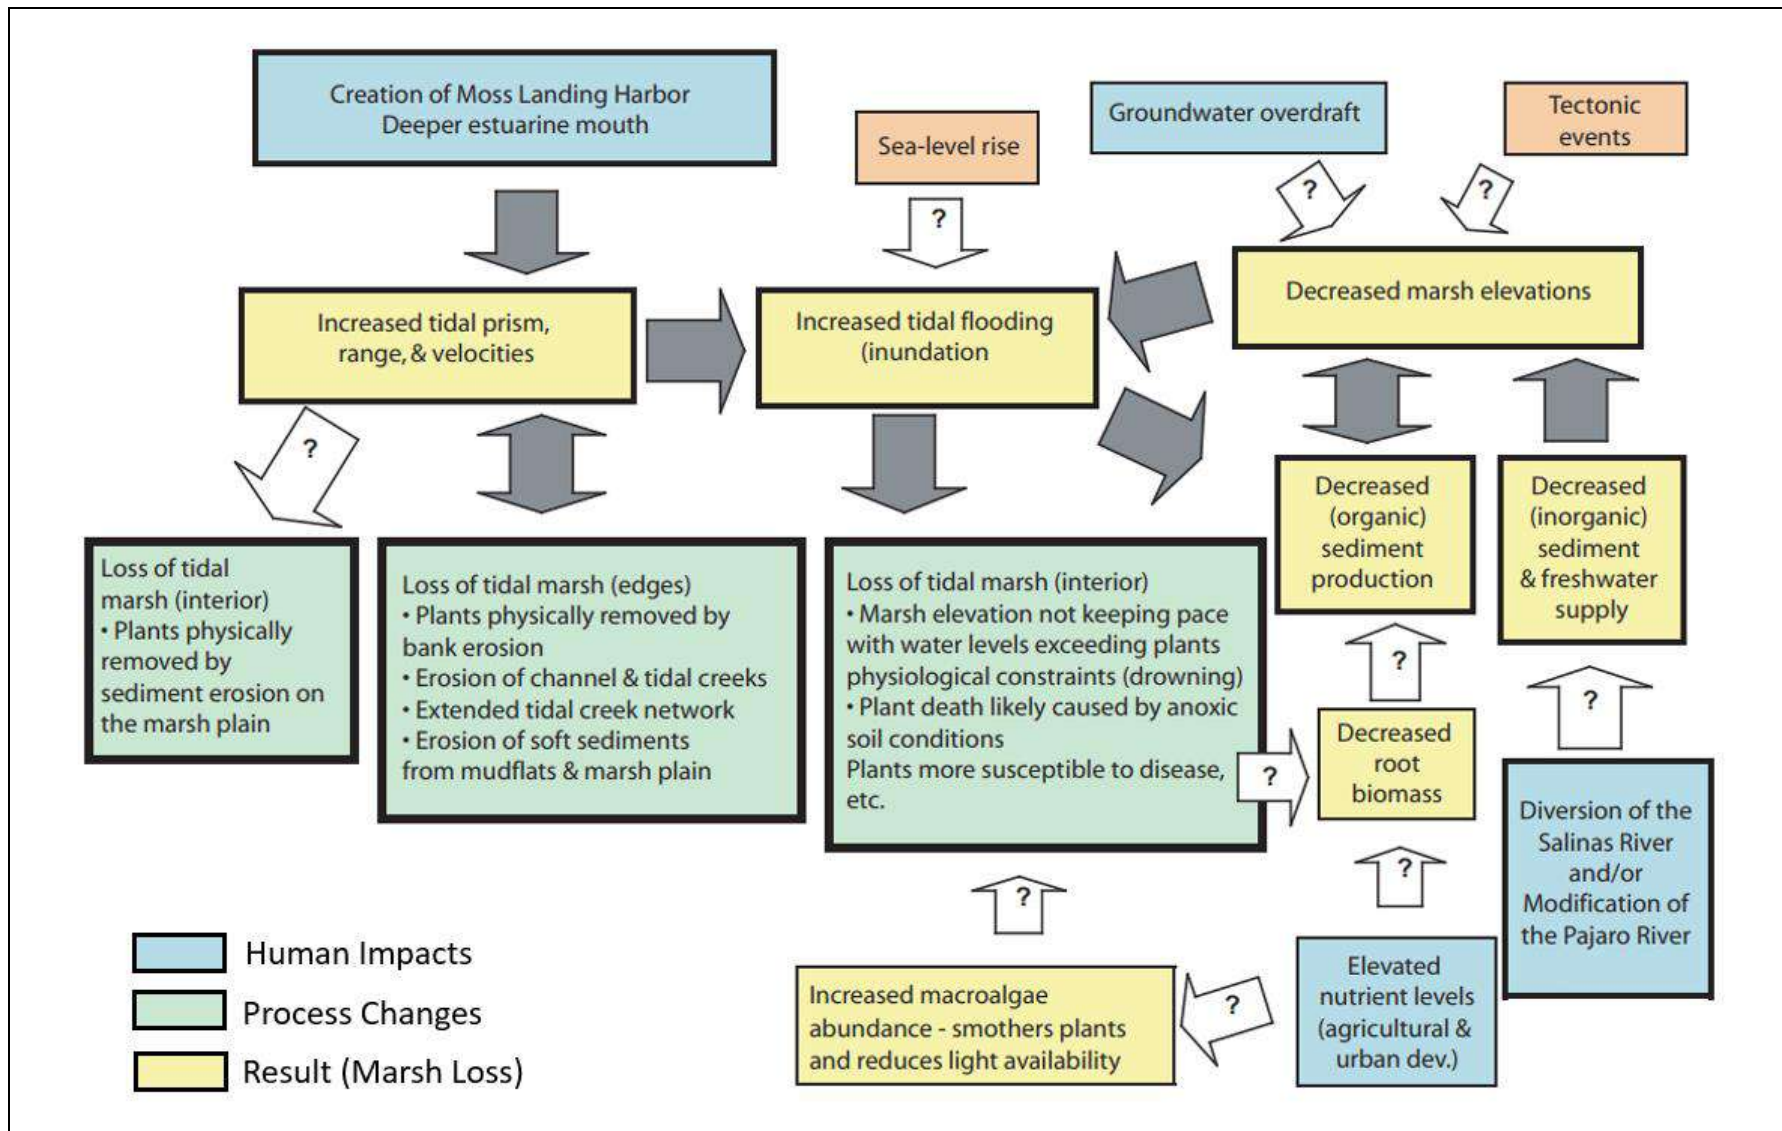 Creation of Moss Landing Harbor
Deeper estuarine mouth
Sea-level rise
Groundwater overdraft
Tectonic
events
?
?
?
Increased tidal prism,
range, & velocities
Increased tidal flooding
(inundation
Decreased marsh elevations
?
Loss of tidal
marsh (interior)
• Plants physically
removed by
sediment erosion on
the marsh plain
Loss of tidal marsh (edges)
• Plants physically removed by
bank erosion
• Erosion of channel & tidal creeks
• Extended tidal creek network
• Erosion of soft sediments
from mudflats & marsh plain
Loss of tidal marsh (interior)
• Marsh elevation not keeping pace
with water levels exceeding plants
physiological constraints (drowning)
• Plant death likely caused by anoxic
soil conditions
Plants more susceptible to disease,
etc.
Decreased
(organic)
sediment
production
Decreased
(inorganic)
sediment
& freshwater
supply
?
?
?
Decreased
root
biomass
Diversion of the
Salinas River
and/or
Modification of
the Pajaro River
?
?
Increased macroalgae
abundance - smothers plants
and reduces light availability
?
Elevated
nutrient levels
(agricultural &
urban dev.)
Human Impacts
Process Changes
Result (Marsh Loss)